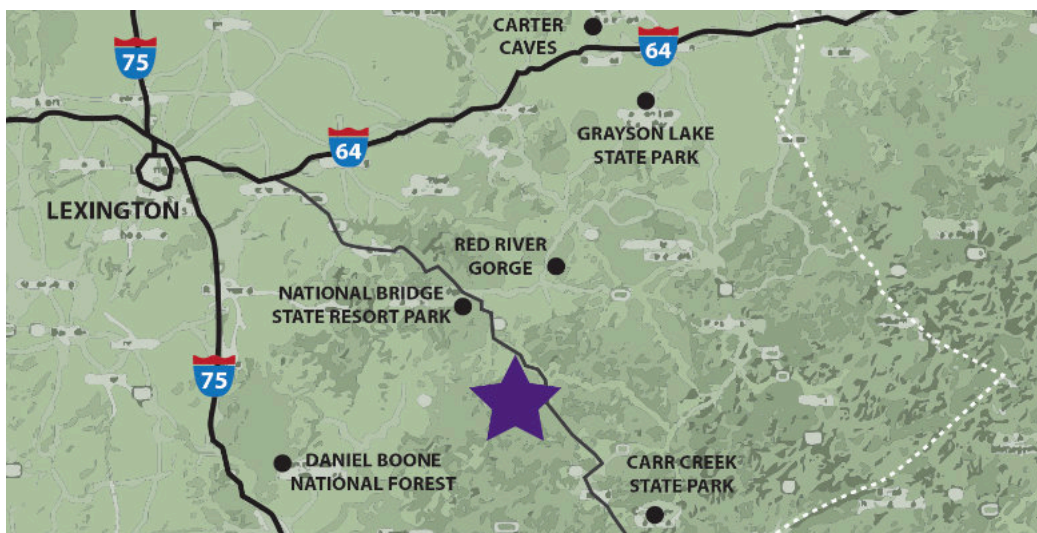 CARTER
CAVES
75
64
GRAYSON LAKE
STATE PARK
64
LEXINGTON
RED RIVER
GORGE
NATIONAL BRIDGE
STATE RESORT PARK
75
DANIEL BOONE
NATIONAL FOREST
CARR CREEK
STATE PARK